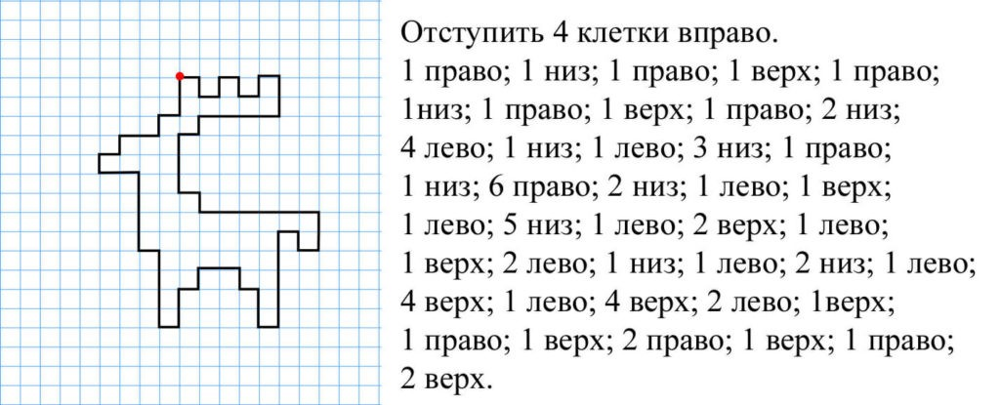 Отступить 4 клетки вправо.
1 право; 1 низ; 1 право; 1 верх; 1 право;
1низ; 1 право; 1 верх; 1 право; 2 низ;
4 лево; 1 низ; 1 лево; 3 низ; 1 право;
1 низ; 6 право; 2 низ; 1 лево; 1 верх;
1 лево; 5 низ; 1 лево; 2 верх; 1 лево;
1 верх; 2 лево; 1 низ; 1 лево; 2 низ; 1 лево;
4 верх; 1 лево; 4 верх; 2 лево; 1верх;
1 право; 1 верх; 2 право; 1 верх; 1 право;
2 верх.